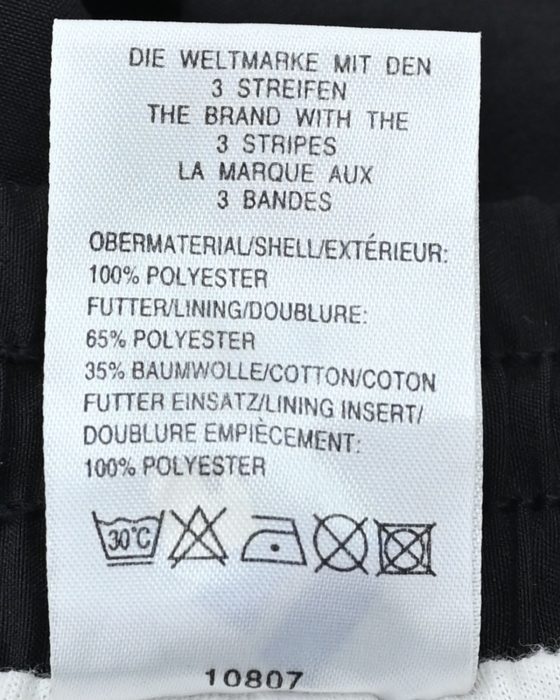 DIE WELTMARKE MIT DEN
3 STREIFEN
THE BRAND WITH THE
3 STRIPES
LA MARQUE AUX
3 BANDES
OBERMATERIAL/SHELL/EXTÉRIEUR:
100% POLYESTER
FUTTER/LINING/DOUBLURE:
65% POLYESTER
35% BAUMWOLLE/COTTON/COTON
FUTTER EINSATZ/LINING INSERT/
DOUBLURE EMPIÈCEMENT:
100% POLYESTER
30°C
10807